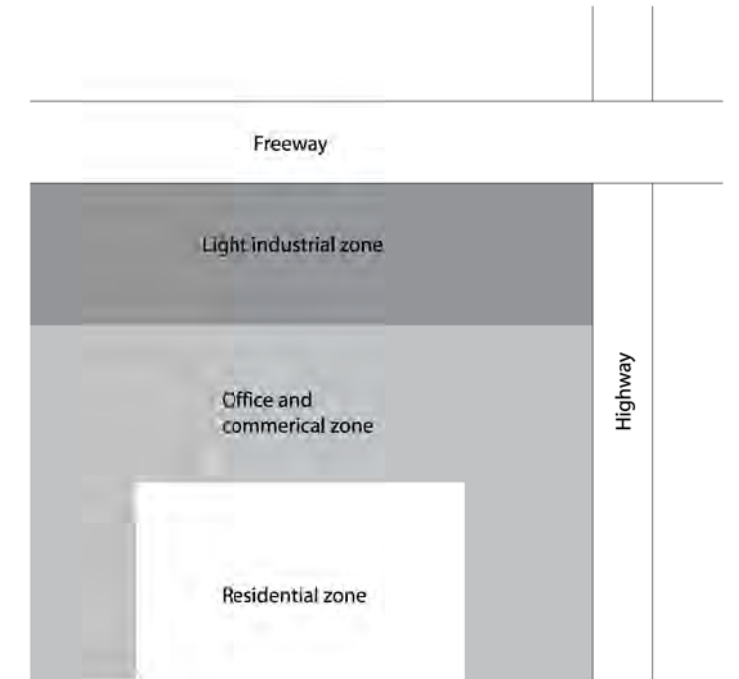 Freeway
Light industrial zone
Office and
commerical zone
Highway
Residential zone